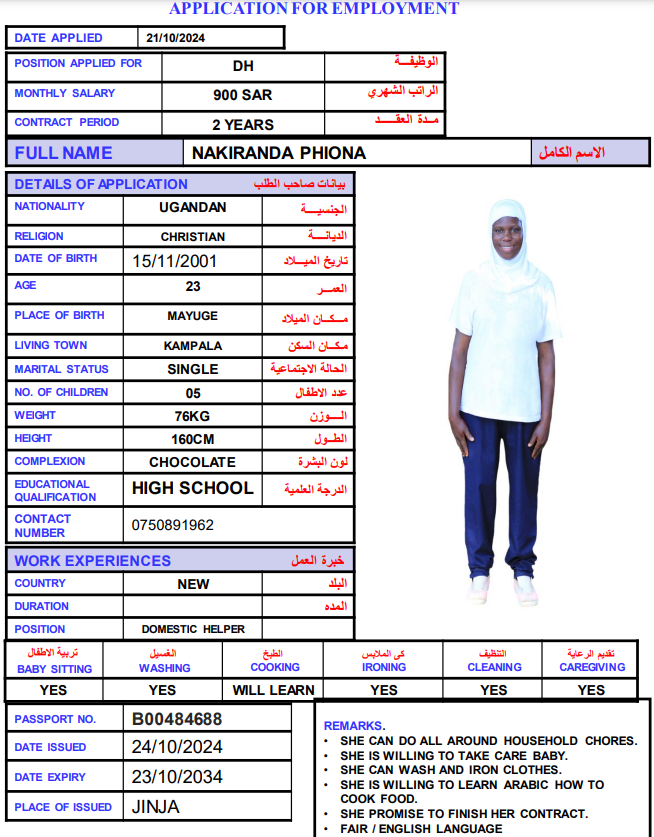 APPLICATION FOR EMPLOYMENT
DATE APPLIED 21/10/2024
POSITION APPLIED FOR DH الوظيفــة
MONTHLY SALARY 900 SAR الراتب الشهري
CONTRACT PERIOD 2 YEARS مـدة العقـــد
FULL NAME NAKIRANDA PHIONA الاسم الكامل
DETAILS OF APPLICATION بيانات صاحب الطلب
NATIONALITY UGANDAN الجنسيـــة
RELIGION CHRISTIAN الديانـــة
DATE OF BIRTH 15/11/2001 تاريخ الميـــلاد
AGE 23 العمــر
PLACE OF BIRTH MAYUGE مـــكـان الميلاد
LIVING TOWN KAMPALA مكــان السكن
MARITAL STATUS SINGLE الحالة الاجتماعية
NO. OF CHILDREN 05 عدد الاطفال
WEIGHT 76KG الـــوزن
HEIGHT 160CM الطــول
COMPLEXION CHOCOLATE لون البشرة
EDUCATIONAL QUALIFICATION HIGH SCHOOL الدرجة العلمية
CONTACT NUMBER 0750891962
WORK EXPERIENCES خبرة العمل
COUNTRY NEW البلد
DURATION المده
POSITION DOMESTIC HELPER
تربية الاطفال الغسيل الطبخ كى الملابس التنظيف تقديم الرعاية
BABY SITTING WASHING COOKING IRONING CLEANING CAREGIVING
YES YES WILL LEARN YES YES YES
PASSPORT NO. B00484688
DATE ISSUED 24/10/2024
DATE EXPIRY 23/10/2034
PLACE OF ISSUED JINJA
REMARKS.
• SHE CAN DO ALL AROUND HOUSEHOLD CHORES.
• SHE IS WILLING TO TAKE CARE BABY.
• SHE CAN WASH AND IRON CLOTHES.
• SHE IS WILLING TO LEARN ARABIC HOW TO
COOK FOOD.
• SHE PROMISE TO FINISH HER CONTRACT.
• FAIR / ENGLISH LANGUAGE